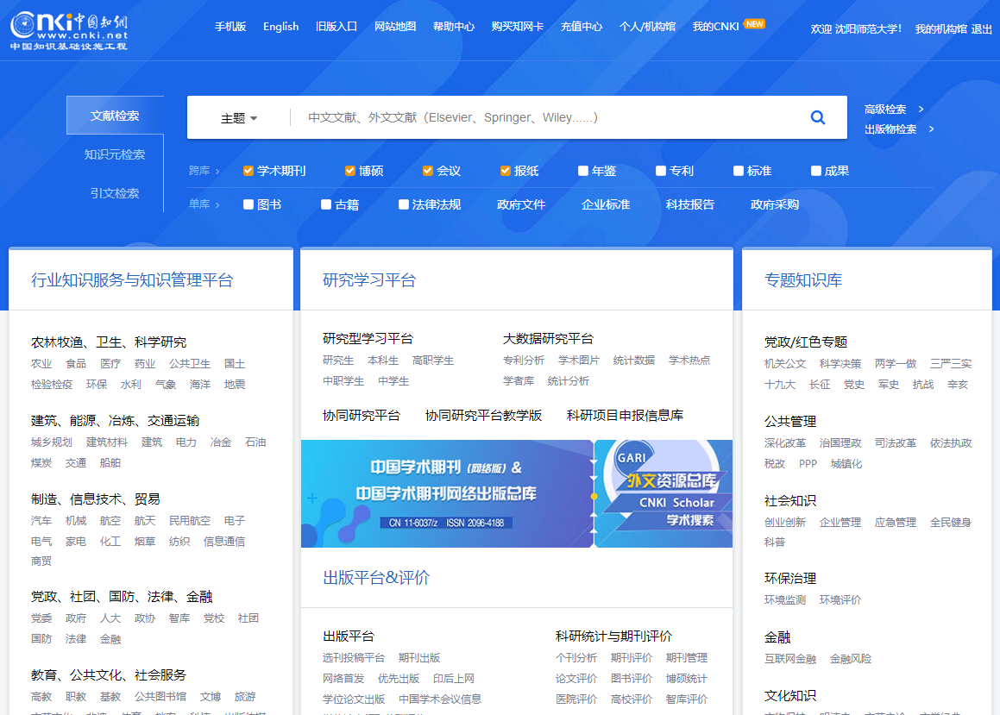 Cnki中国知网
www.cnki.net
中国知识基础设施工程
手机版 English 旧版入口 网站地图 帮助中心 购买知网卡 充值中心 个人/机构馆 我的CNKI NEW
欢迎 沈阳师范大学! 我的机构馆 退出
文献检索
知识元检索
引文检索
主题 中文文献、外文文献（Elsevier、Springer、Wiley......）
高级检索 >
出版物检索 >
跨库 > 学术期刊 博硕 会议 报纸 年鉴 专利 标准 成果
单库 > 图书 古籍 法律法规 政府文件 企业标准 科技报告 政府采购
行业知识服务与知识管理平台
农林牧渔、卫生、科学研究
农业 食品 医疗 药业 公共卫生 国土
检验检疫 环保 水利 气象 海洋 地震
建筑、能源、冶炼、交通运输
城乡规划 建筑材料 建筑 电力 冶金 石油
煤炭 交通 船舶
制造、信息技术、贸易
汽车 机械 航空 航天 民用航空 电子
电气 家电 化工 烟草 纺织 信息通信
商贸
党政、社团、国防、法律、金融
党委 政府 人大 政协 智库 党校 社团
国防 法律 金融
教育、公共文化、社会服务
高教 职教 基教 公共图书馆 文博 旅游
研究学习平台
研究型学习平台
研究生 本科生 高职学生
中职学生 中学生
大数据研究平台
专利分析 学术图片 统计数据 学术热点
学者库 统计分析
协同研究平台 协同研究平台教学版 科研项目申报信息库
中国学术期刊（网络版）&
中国学术期刊网络出版总库
CN 11-6037/z ISSN 2096-4188
GARI
外文资源总库
CNKI Scholar
学术搜索
出版平台&评价
出版平台
选刊投稿平台 期刊出版
网络首发 优先出版 印后上网
学位论文出版 中国学术会议信息
科研统计与期刊评价
个刊分析 期刊评价 期刊管理
论文评价 图书评价 博硕统计
医院评价 高校评价 智库评价
专题知识库
党政/红色专题
机关公文 科学决策 两学一做 三严三实
十九大 长征 党史 军史 抗战 辛亥
公共管理
深化改革 治国理政 司法改革 依法执政
税改 PPP 城镇化
社会知识
创业创新 企业管理 应急管理 全民健身
科普
环保治理
环境监测 环境评价
金融
互联网金融 金融风险
文化知识